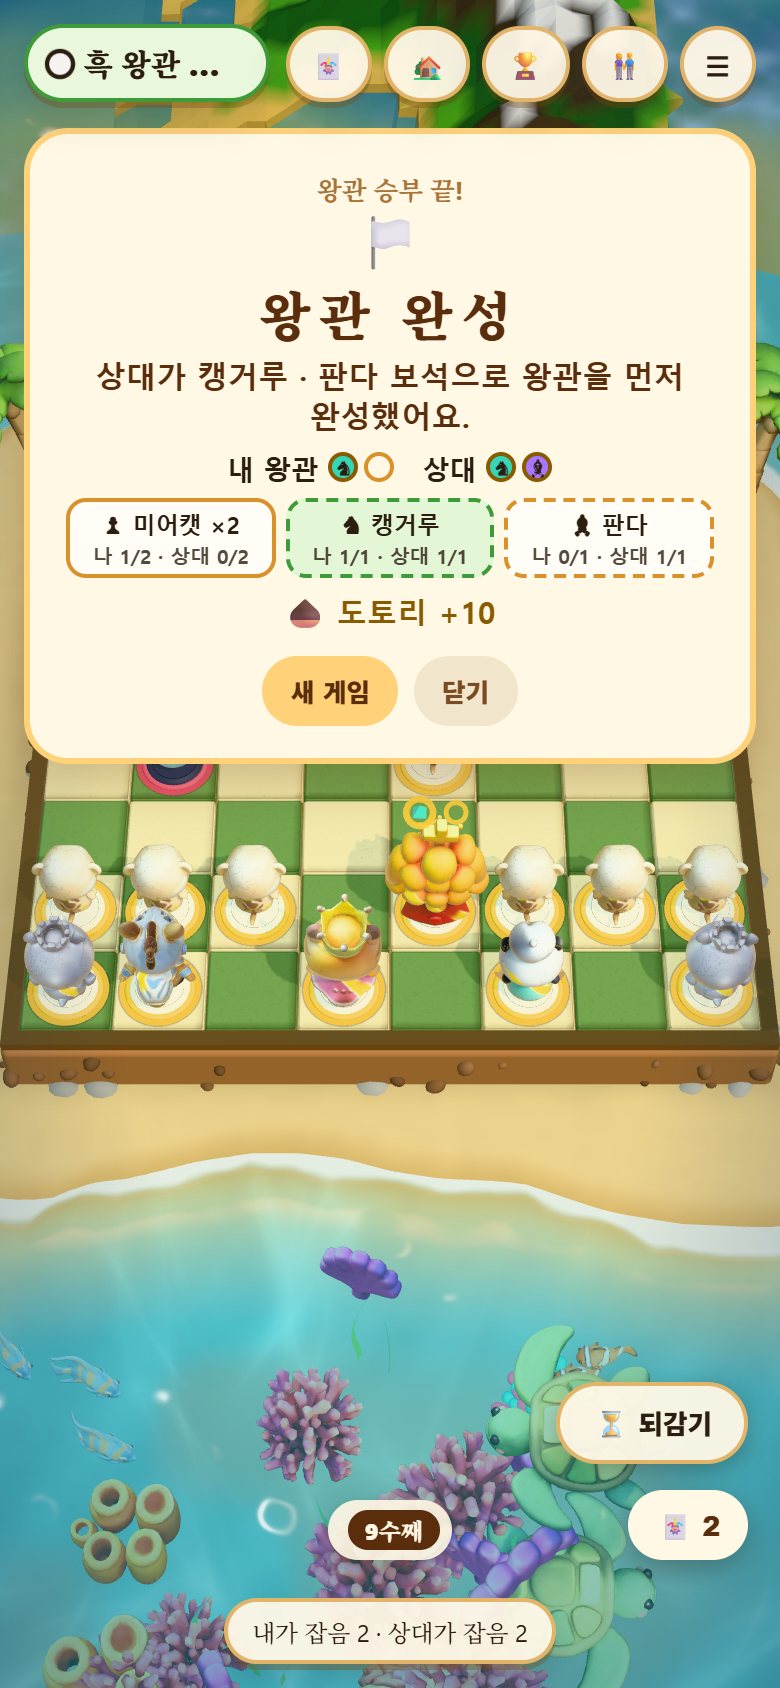 흑 왕관 ...
왕관 승부 끝!
왕관 완성
상대가 캥거루 · 판다 보석으로 왕관을 먼저
완성했어요.
내 왕관 상대
미어캣 ×2
나 1/2 · 상대 0/2
캥거루
나 1/1 · 상대 1/1
판다
나 0/1 · 상대 1/1
도토리 +10
새 게임
닫기
되감기
9수째
2
내가 잡음 2 · 상대가 잡음 2